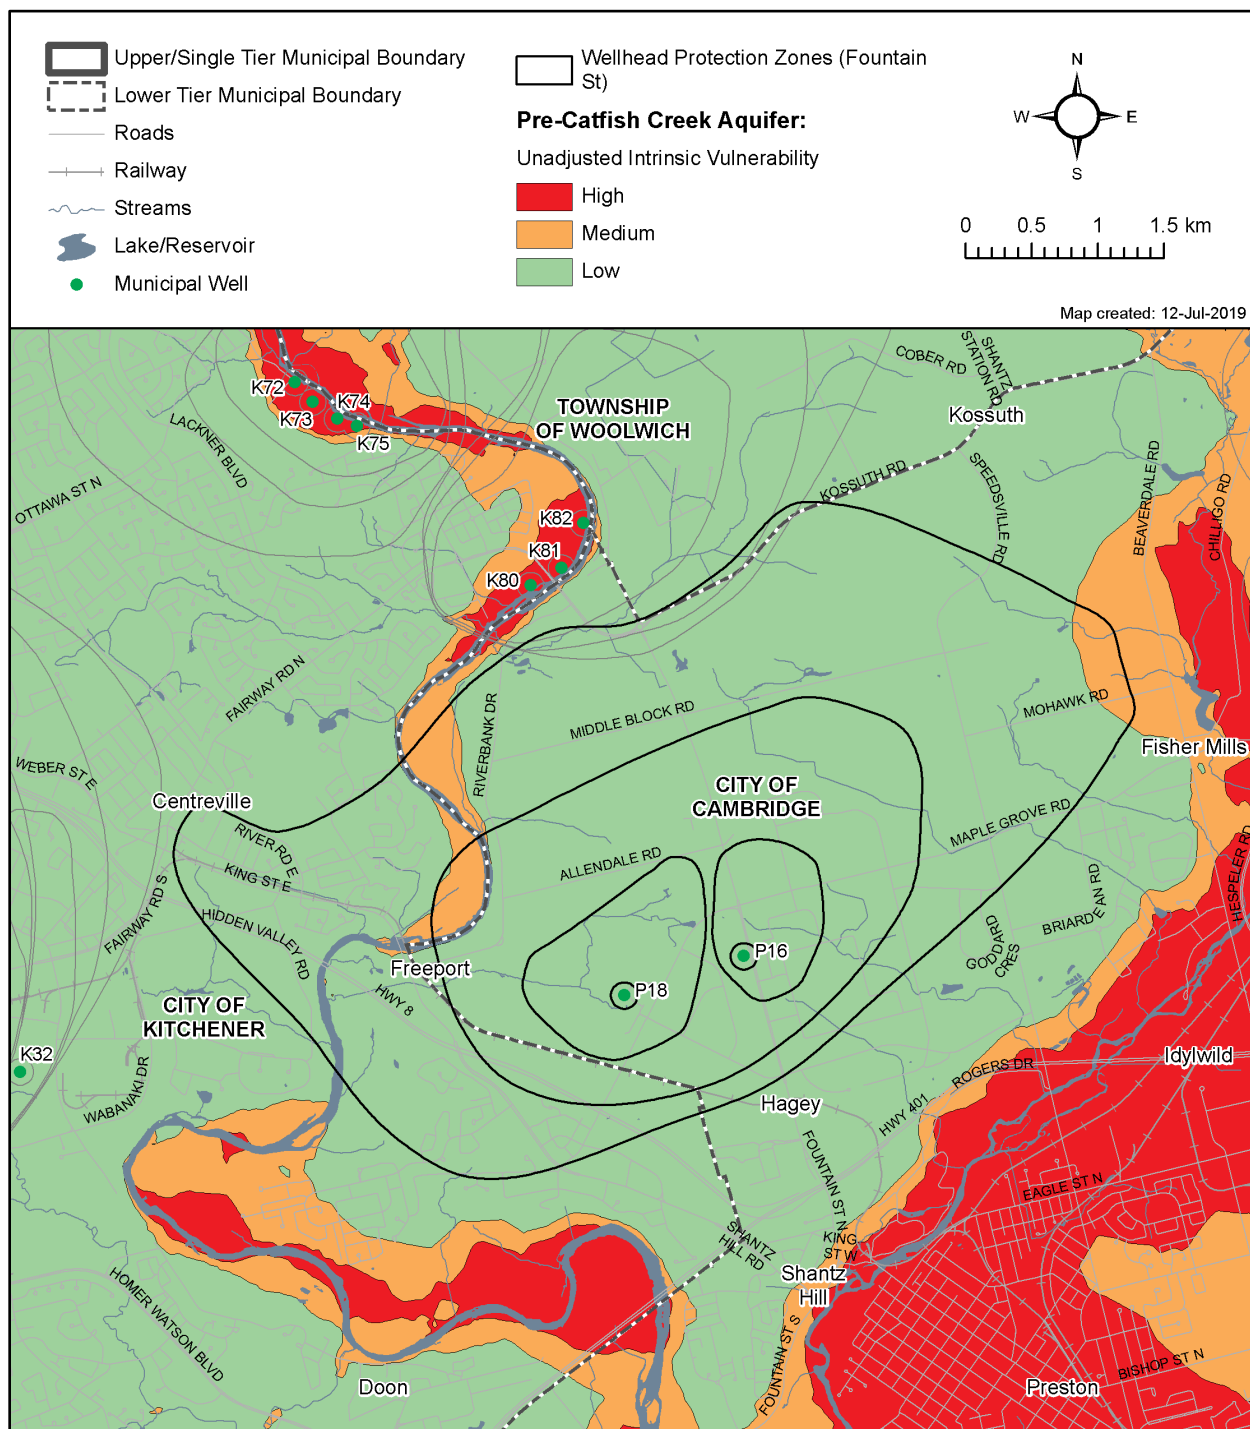 Upper/Single Tier Municipal Boundary
Lower Tier Municipal Boundary
Roads
Railway
Streams
Lake/Reservoir
Municipal Well
Wellhead Protection Zones (Fountain
St)
Pre-Catfish Creek Aquifer:
Unadjusted Intrinsic Vulnerability
High
Medium
Low
N
W
E
S
0 0.5 1 1.5 km
Map created: 12-Jul-2019
COBER RD
SHANTZ
STATION RD
Kossuth
K72
K73
K74
K75
TOWNSHIP
OF WOOLWICH
LACKNER BLVD
OTTAWA ST N
KOSSUTH RD
SPEEDSVILLE RD
BEAVERDALE RD
CHILLIGO RD
K82
K81
K80
FAIRWAY RD N
RIVERBANK DR
MIDDLE BLOCK RD
MOHAWK RD
Fisher Mills
WEBER ST E
Centreville
CITY OF
CAMBRIDGE
MAPLE GROVE RD
RIVER RD E
KING ST E
ALLENDALE RD
HESPELER RD
FAIRWAY RD S
HIDDEN VALLEY RD
BRIARDEAN RD
GODDARD
CRES
P16
P18
Freeport
HWY 8
CITY OF
KITCHENER
K32
WABANAKI DR
Idylwild
ROGERS DR
Hagey
HWY 401
FOUNTAIN ST N
EAGLE ST N
SHANTZ
HILL RD
KING
ST W
Shantz
Hill
HOMER WATSON BLVD
FOUNTAIN ST S
BISHOP ST N
Doon
Preston